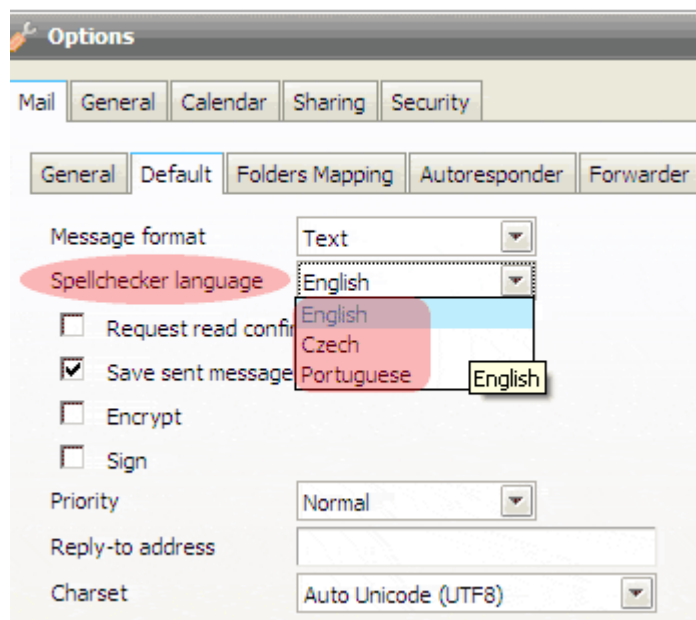 Options
Mail General Calendar Sharing Security
General Default Folders Mapping Autoresponder Forwarder
Message format Text
Spellchecker language English
English
Request read confi
Czech
Save sent message Portuguese English
Encrypt
Sign
Priority Normal
Reply-to address
Charset Auto Unicode (UTF8)